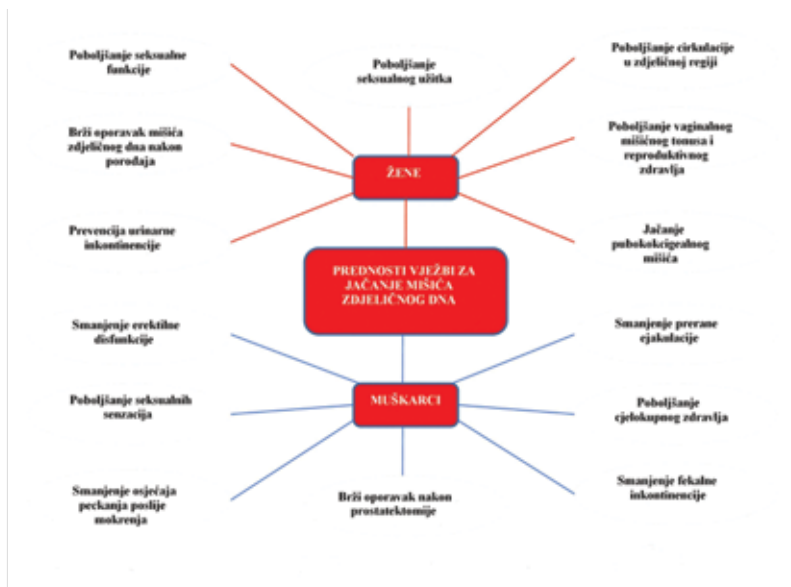 Poboljšanje seksualne
funkcije
Poboljšanje
seksualnog užitka
Poboljšanje cirkulacije
u zdjeličnoj regiji
Brži oporavak mišića
zdjeličnog dna nakon
porođaja
Poboljšanje vaginalnog
mišićnog tonusa i
reproduktivnog
zdravlja
ŽENE
Prevencija urinarne
inkontinencije
Jačanje
pubokokcigealnog
mišića
PREDNOSTI VJEŽBI ZA
JAČANJE MIŠIĆA
ZDJELIČNOG DNA
Smanjenje erektilne
disfunkcije
Smanjenje prerane
ejakulacije
MUŠKARCI
Poboljšanje seksualnih
senzacija
Poboljšanje
cjelokupnog zdravlja
Smanjenje osjećaja
peckanja poslije
mokrenja
Brži oporavak nakon
prostatektomije
Smanjenje fekalne
inkontinencije